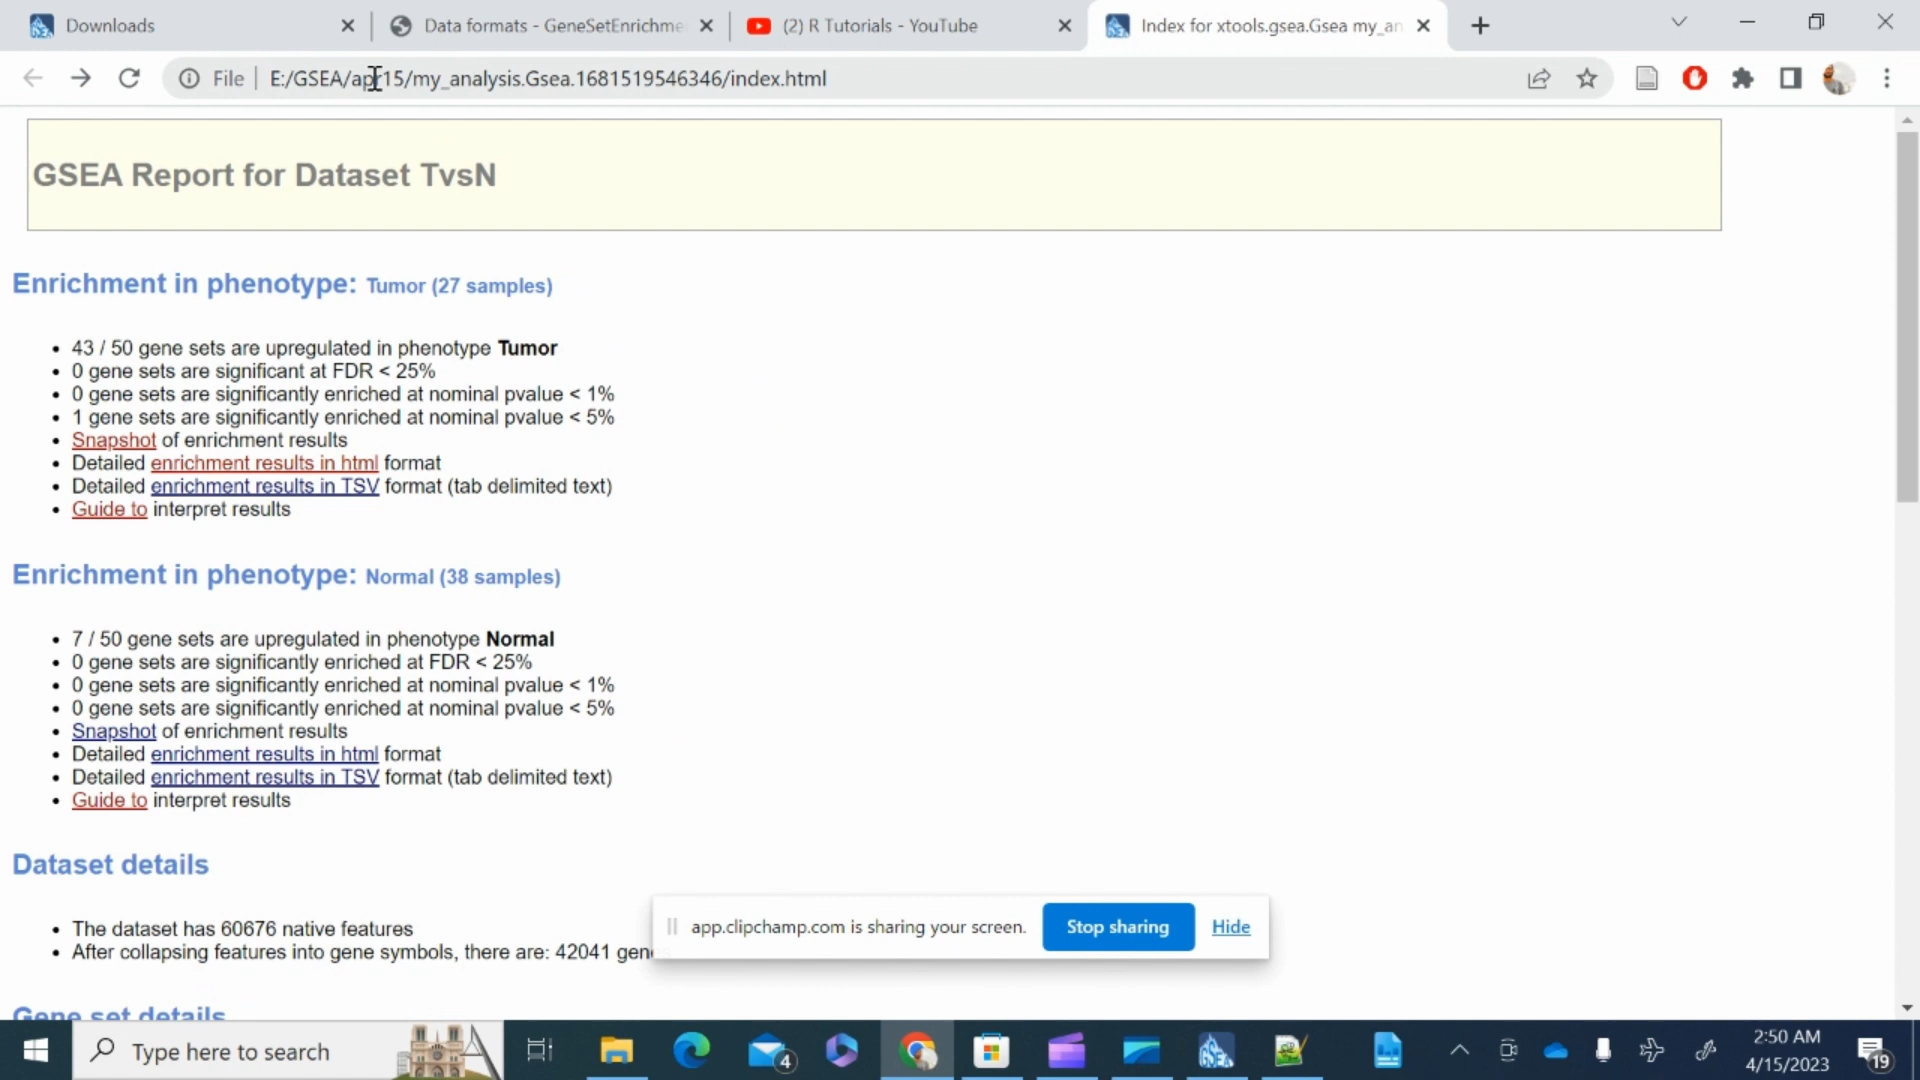 Downloads
Data formats - GeneSetEnrichme
(2) R Tutorials - YouTube
Index for xtools.gsea.Gsea my_an
File
E:/GSEA/apr15/my_analysis.Gsea.1681519546346/index.html
GSEA Report for Dataset TvsN
Enrichment in phenotype: Tumor (27 samples)
• 43 / 50 gene sets are upregulated in phenotype Tumor
• 0 gene sets are significant at FDR < 25%
• 0 gene sets are significantly enriched at nominal pvalue < 1%
• 1 gene sets are significantly enriched at nominal pvalue < 5%
• Snapshot of enrichment results
• Detailed enrichment results in html format
• Detailed enrichment results in TSV format (tab delimited text)
• Guide to interpret results
Enrichment in phenotype: Normal (38 samples)
• 7 / 50 gene sets are upregulated in phenotype Normal
• 0 gene sets are significantly enriched at FDR < 25%
• 0 gene sets are significantly enriched at nominal pvalue < 1%
• 0 gene sets are significantly enriched at nominal pvalue < 5%
• Snapshot of enrichment results
• Detailed enrichment results in html format
• Detailed enrichment results in TSV format (tab delimited text)
• Guide to interpret results
Dataset details
• The dataset has 60676 native features
• After collapsing features into gene symbols, there are: 42041 gen
app.clipchamp.com is sharing your screen.
Stop sharing
Hide
Gene set details
Type here to search
4
GSEA
2:50 AM
4/15/2023
19